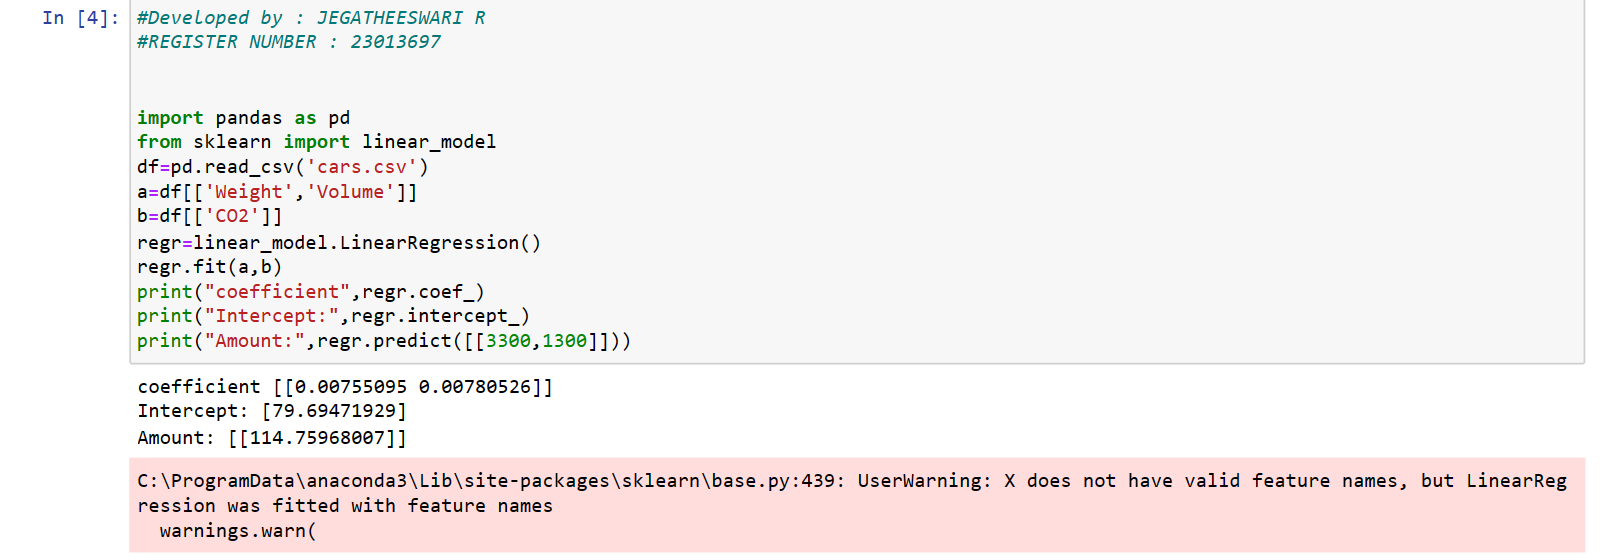 In [4]: #Developed by : JEGATHEESWARI R
#REGISTER NUMBER : 23013697
import pandas as pd
from sklearn import linear_model
df=pd.read_csv('cars.csv')
a=df[['Weight','Volume']]
b=df[['CO2']]
regr=linear_model.LinearRegression()
regr.fit(a,b)
print("coefficient",regr.coef_)
print("Intercept:",regr.intercept_)
print("Amount:",regr.predict([[3300,1300]]))
coefficient [[0.00755095 0.00780526]]
Intercept: [79.69471929]
Amount: [[114.75968007]]
C:\ProgramData\anaconda3\Lib\site-packages\sklearn\base.py:439: UserWarning: X does not have valid feature names, but LinearReg
ression was fitted with feature names
  warnings.warn(